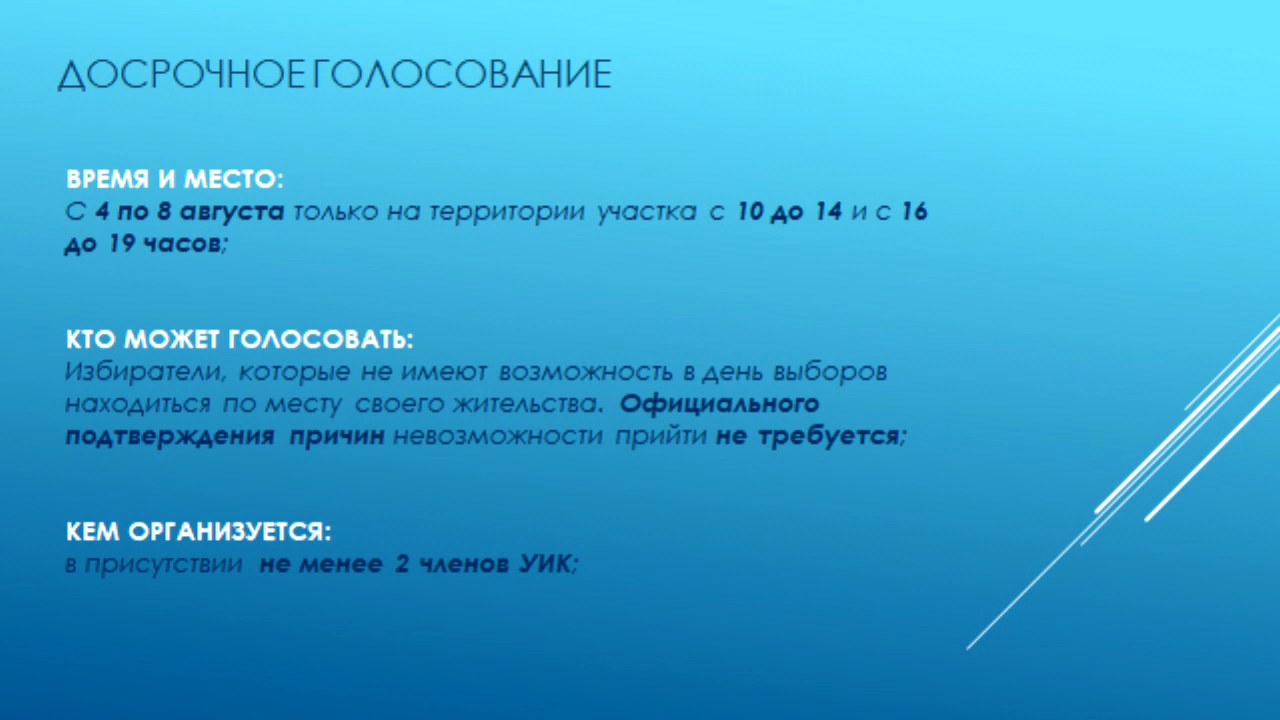 ДОСРОЧНОЕ ГОЛОСОВАНИЕ
ВРЕМЯ И МЕСТО:
С 4 по 8 августа только на территории участка с 10 до 14 и с 16
до 19 часов;
КТО МОЖЕТ ГОЛОСОВАТЬ:
Избиратели, которые не имеют возможность в день выборов
находиться по месту своего жительства. Официального
подтверждения причин невозможности прийти не требуется;
КЕМ ОРГАНИЗУЕТСЯ:
в присутствии не менее 2 членов УИК;